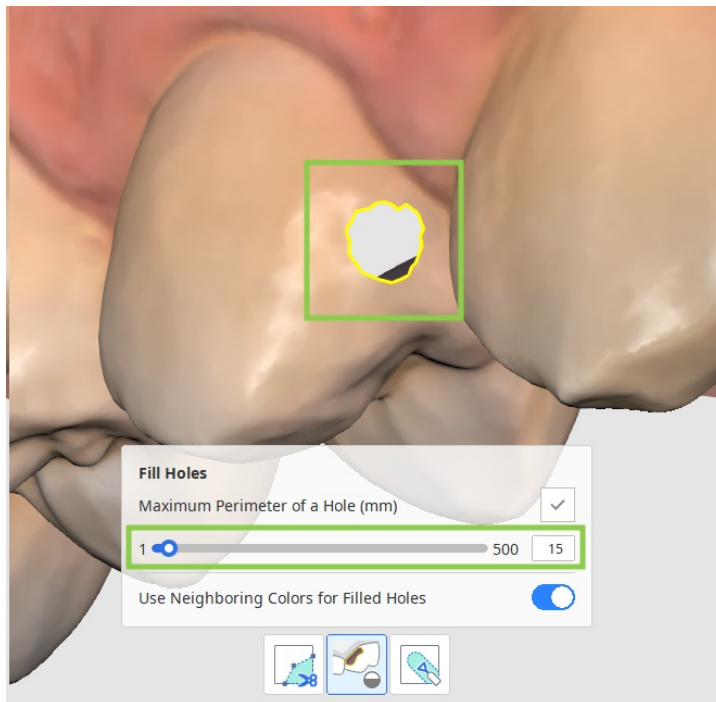 Fill Holes
Maximum Perimeter of a Hole (mm)
1 500 15
Use Neighboring Colors for Filled Holes